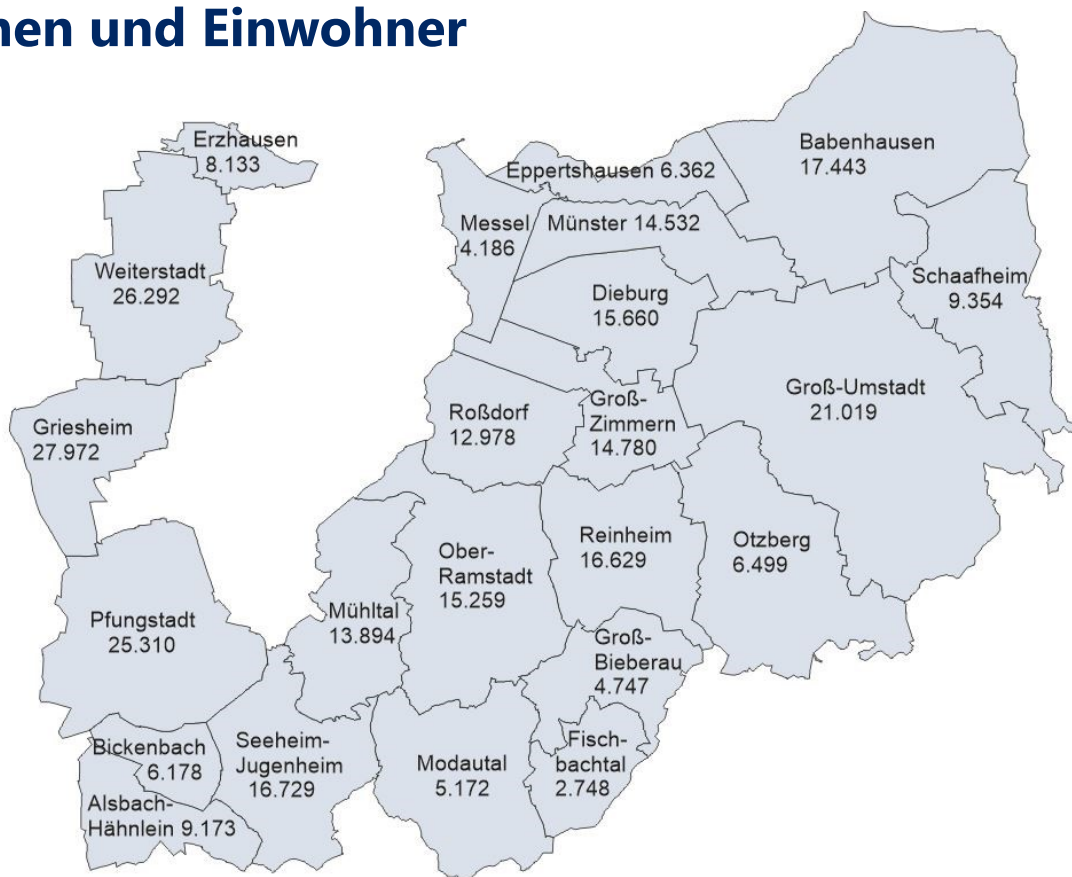 nen und Einwohner
Erzhausen
8.133
Babenhausen
17.443
Eppertshausen 6.362
Messel
4.186
Münster 14.532
Weiterstadt
26.292
Schaafheim
9.354
Dieburg
15.660
Groß-Umstadt
21.019
Griesheim
27.972
Roßdorf
12.978
Groß-
Zimmern
14.780
Ober-
Ramstadt
15.259
Reinheim
16.629
Otzberg
6.499
Pfungstadt
25.310
Mühltal
13.894
Groß-
Bieberau
4.747
Bickenbach
6.178
Seeheim-
Jugenheim
16.729
Modautal
5.172
Fisch-
bachtal
2.748
Alsbach-
Hähnlein 9.173